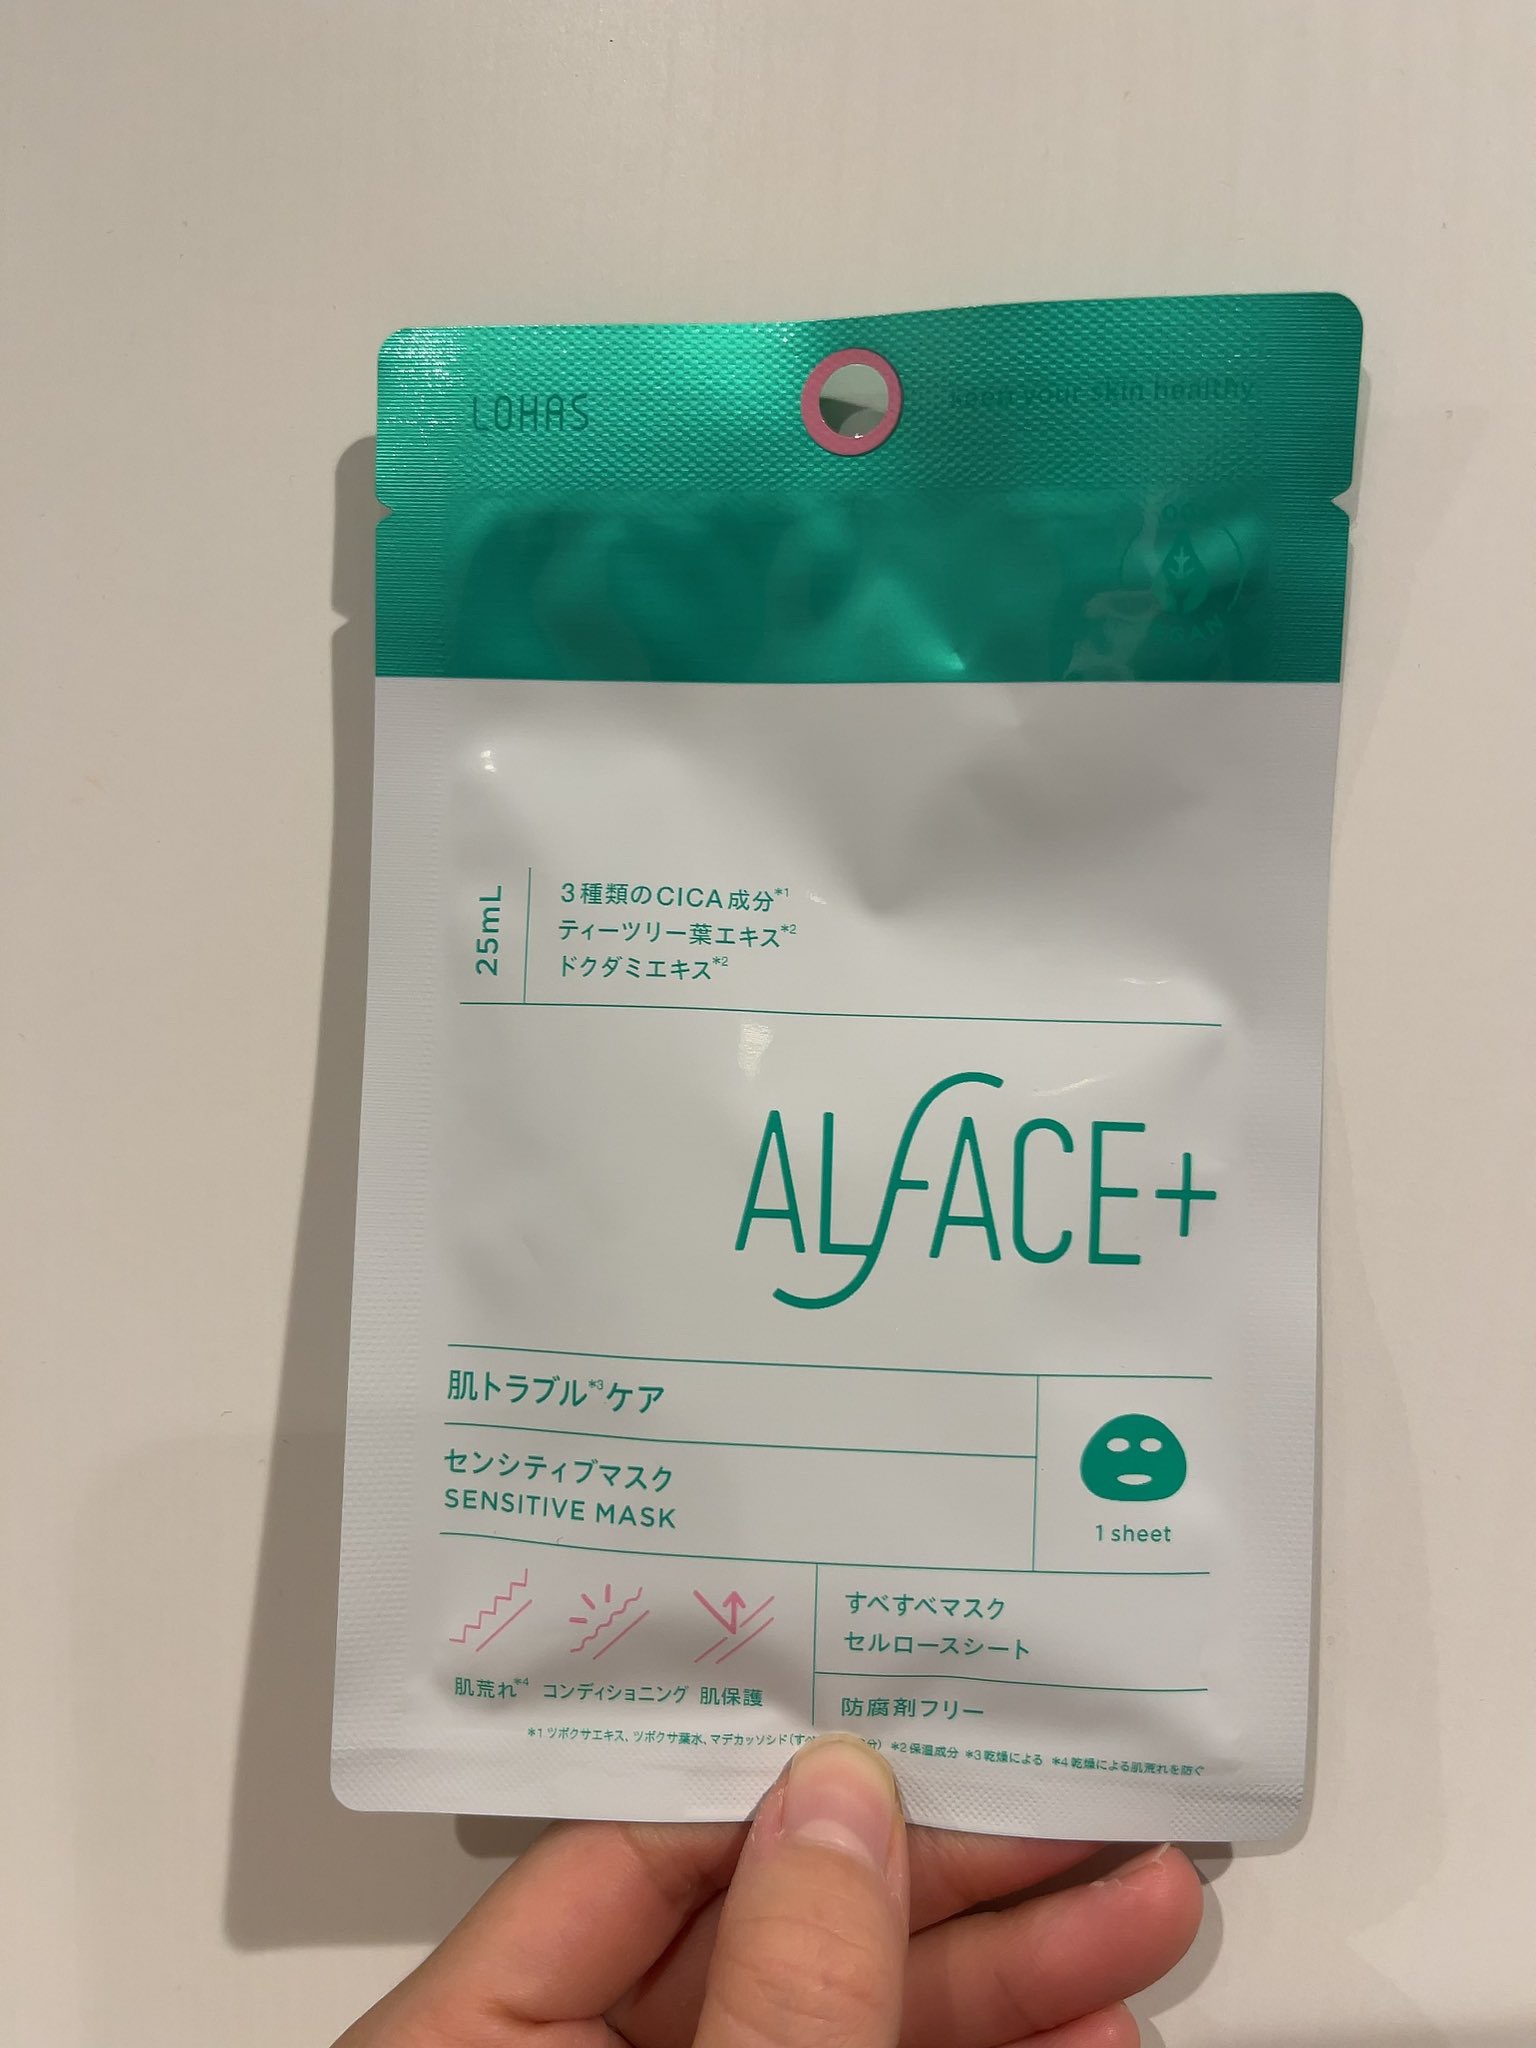 LOHAS
keep your in healthy
VEGAN
25mL
3種類のCICA成分*1
ティーツリー葉エキス*2
ドクダミエキス*2
ALFACE+
肌トラブル*3ケア
センシティブマスク
SENSITIVE MASK
1 sheet
肌荒れ*4 コンディショニング 肌保護
すべすべマスク
セルロースシート
防腐剤フリー
*1 ツボクサエキス、ツボクサ葉水、マデカッソシド(すべ 分) *2 保湿成分 *3 乾燥による *4 乾燥による肌荒れを防ぐ